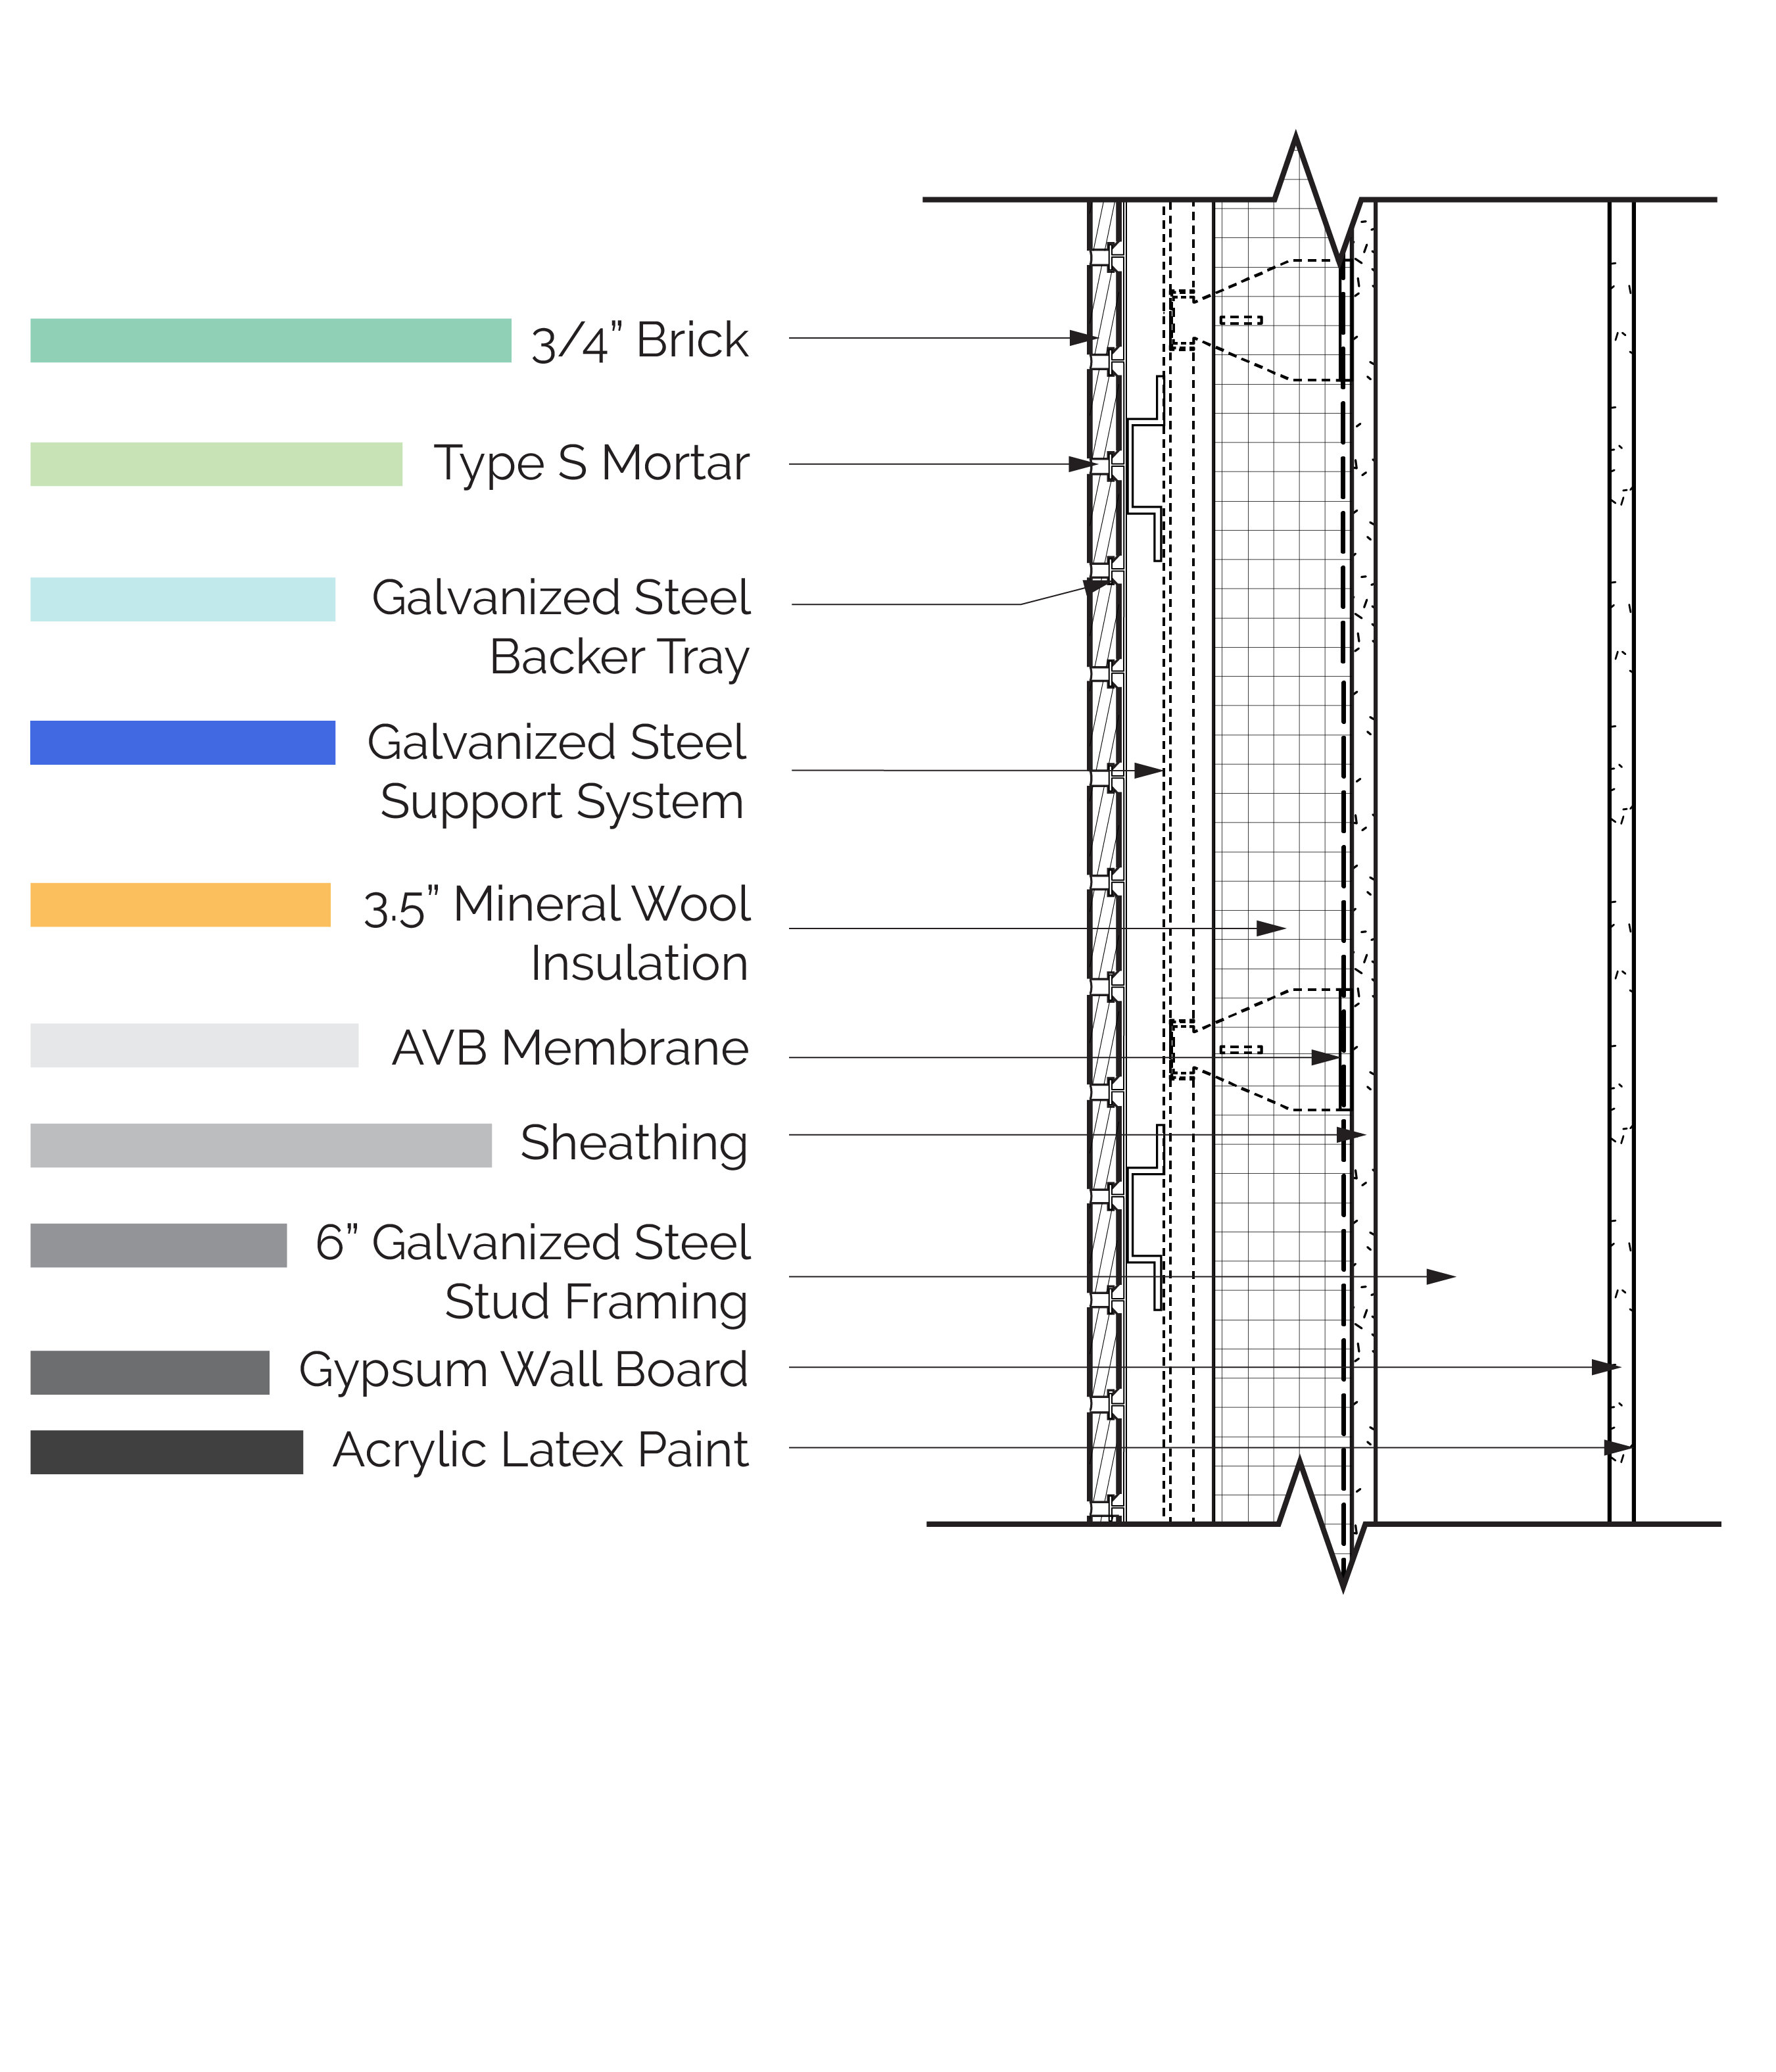 3/4” Brick
Type S Mortar
Galvanized Steel
Backer Tray
Galvanized Steel
Support System
3.5” Mineral Wool
Insulation
AVB Membrane
Sheathing
6” Galvanized Steel
Stud Framing
Gypsum Wall Board
Acrylic Latex Paint